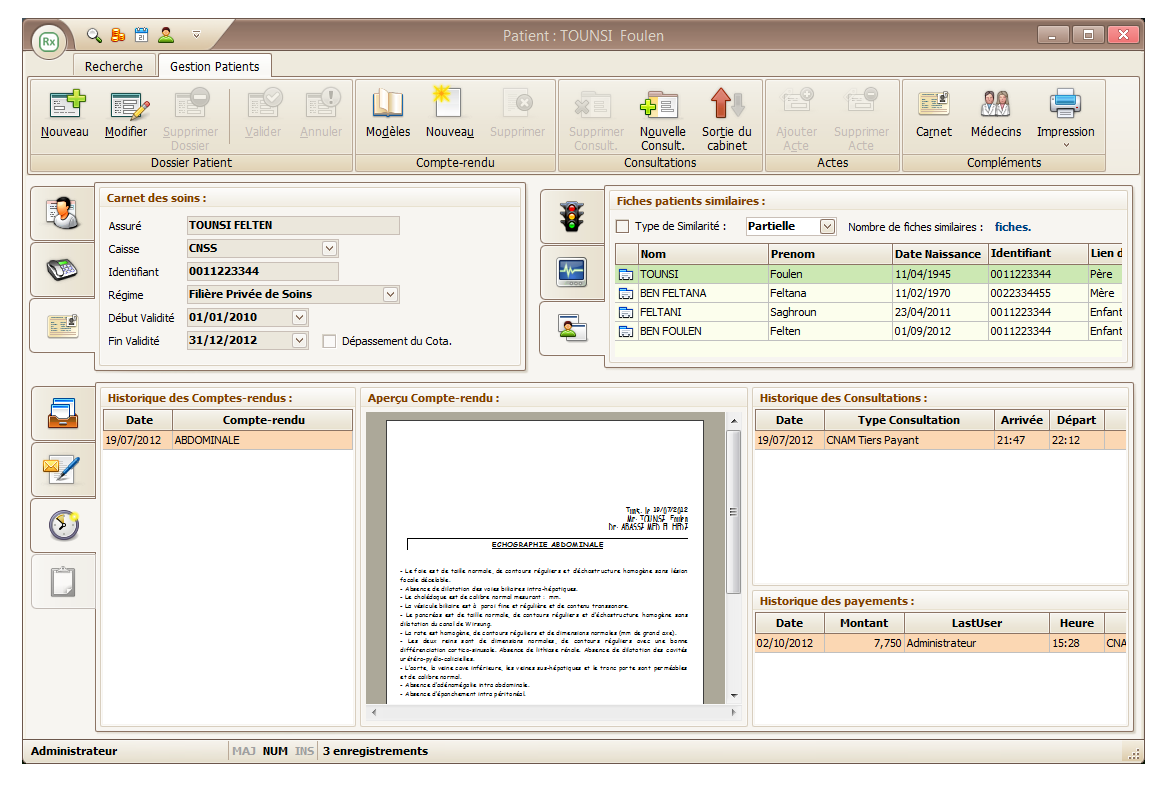 Rx
Patient : TOUNSI Foulen
Recherche Gestion Patients
Nouveau Modifier Supprimer Dossier Valider Annuler
Dossier Patient
Modèles Nouveau Supprimer
Compte-rendu
Supprimer Consult. Nouvelle Consult. Sortie du cabinet
Consultations
Ajouter Acte Supprimer Acte
Actes
Carnet Médecins Impression
Compléments
Carnet des soins :
Assuré TOUNSI FELTEN
Caisse CNSS
Identifiant 0011223344
Régime Filière Privée de Soins
Début Validité 01/01/2010
Fin Validité 31/12/2012 Dépassement du Cota.
Fiches patients similaires :
Type de Similarité : Partielle Nombre de fiches similaires : fiches.
Nom Prenom Date Naissance Identifiant Lien d
TOUNSI Foulen 11/04/1945 0011223344 Père
BEN FELTANA Feltana 11/02/1970 0022334455 Mère
FELTANI Saghroun 23/04/2011 0011223344 Enfant
BEN FOULEN Felten 01/09/2012 0011223344 Enfant
Historique des Comptes-rendus :
Date Compte-rendu
19/07/2012 ABDOMINALE
Aperçu Compte-rendu :
le 19/07/2012
Mr. TOUNSI Foulen
Dr. ABASSI MED EL HEDI
ECHOGRAPHIE ABDOMINALE
- Le foie est de taille normale, de contours réguliers et d'échostructure homogène sans lésion
focale décelable.
- Absence de dilatation des voies biliaires intra-hépatiques.
- Le cholédoque est de calibre normal mesurant : mm.
- La vésicule biliaire est à paroi fine et régulière et de contenu transsonore.
- Le pancréas est de taille normale, de contours réguliers et d'échostructure homogène sans
dilatation du canal de Wirsung.
- La rate est homogène, de contours réguliers et de dimensions normales (mm de grand axe).
- Les deux reins sont de dimensions normales, de contours réguliers avec une bonne
différenciation cortico-sinusale. Absence de lithiase rénale. Absence de dilatation des cavités
urétéro-pyélo-calicielles.
- L'aorte, la veine cave inférieure, les veines sus-hépatiques et le tronc porte sont perméables
et de calibre normal.
- Absence d'adénomégalie intra abdominale.
- Absence d'épanchement intra péritonéal.
Historique des Consultations :
Date Type Consultation Arrivée Départ
19/07/2012 CNAM Tiers Payant 21:47 22:12
Historique des payements :
Date Montant LastUser Heure
02/10/2012 7,750 Administrateur 15:28 CNA
Administrateur MAJ NUM INS 3 enregistrements